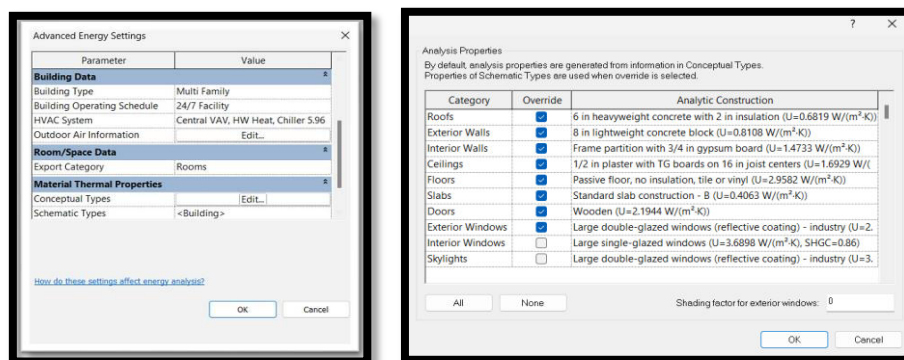 Advanced Energy Settings
Parameter Value
Building Data
Building Type Multi Family
Building Operating Schedule 24/7 Facility
HVAC System Central VAV, HW Heat, Chiller 5.96
Outdoor Air Information Edit...
Room/Space Data
Export Category Rooms
Material Thermal Properties
Conceptual Types Edit...
Schematic Types <Building>
How do these settings affect energy analysis?
OK Cancel
?
Analysis Properties
By default, analysis properties are generated from information in Conceptual Types.
Properties of Schematic Types are used when override is selected.
Category Override Analytic Construction
Roofs 6 in heavyweight concrete with 2 in insulation (U=0.6819 W/(m²·K))
Exterior Walls 8 in lightweight concrete block (U=0.8108 W/(m²·K))
Interior Walls Frame partition with 3/4 in gypsum board (U=1.4733 W/(m²·K))
Ceilings 1/2 in plaster with TG boards on 16 in joist centers (U=1.6929 W/(
Floors Passive floor, no insulation, tile or vinyl (U=2.9582 W/(m²·K))
Slabs Standard slab construction - B (U=0.4063 W/(m²·K))
Doors Wooden (U=2.1944 W/(m²·K))
Exterior Windows Large double-glazed windows (reflective coating) - industry (U=2.
Interior Windows Large single-glazed windows (U=3.6898 W/(m²·K), SHGC=0.86)
Skylights Large double-glazed windows (reflective coating) - industry (U=3.
All None Shading factor for exterior windows: 0
OK Cancel